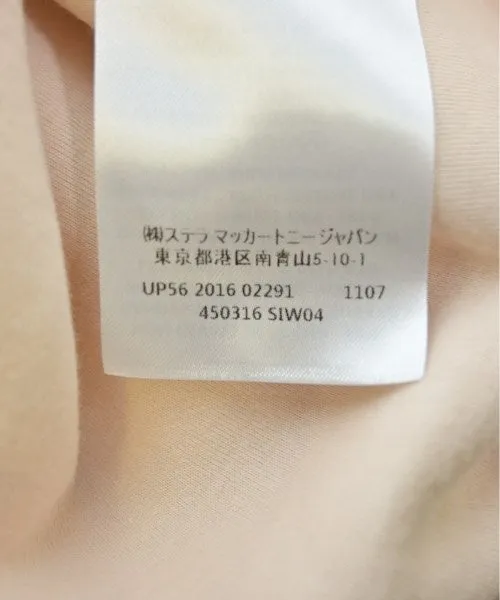 ㈱ステラ マッカートニージャパン
東京都港区南青山5-10-1
UP56 2016 02291 1107
450316 SIW04